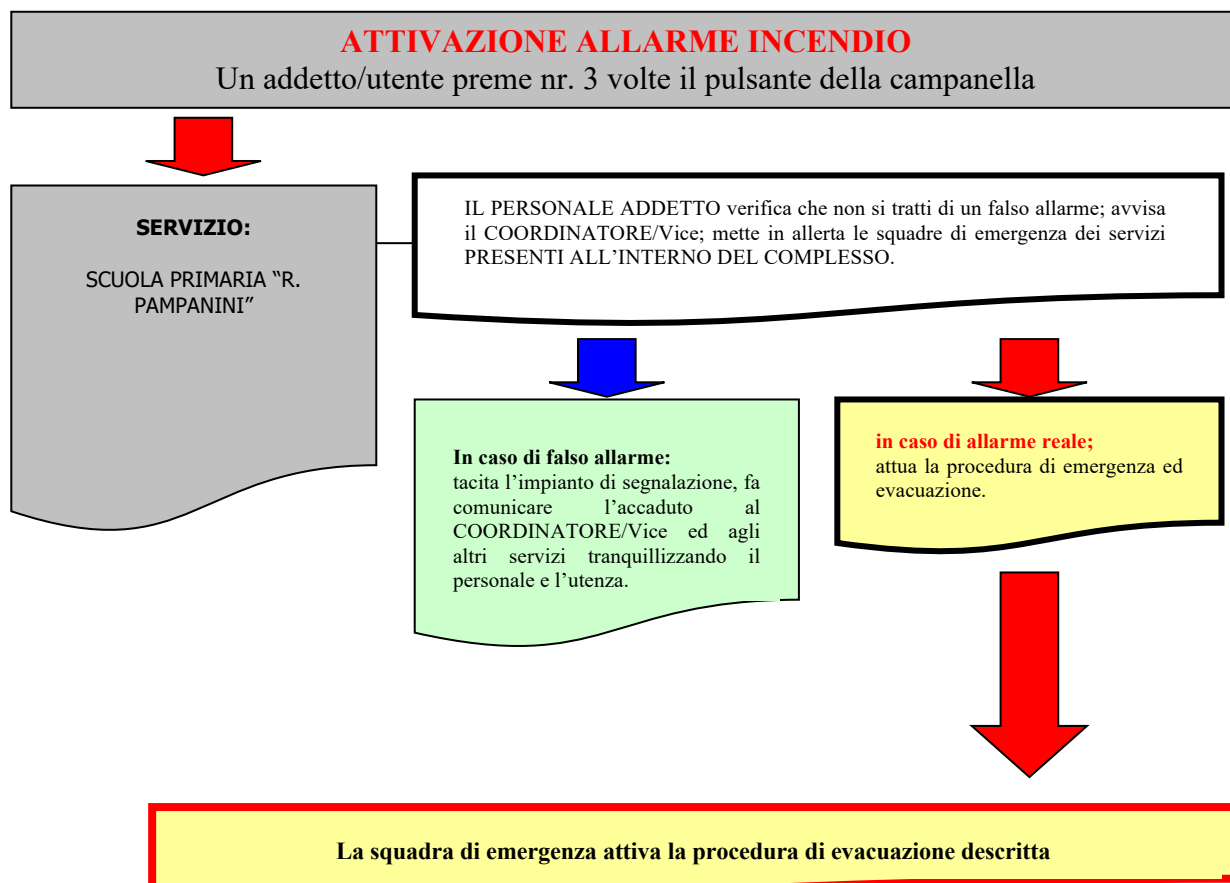 ATTIVAZIONE ALLARME INCENDIO
Un addetto/utente preme nr. 3 volte il pulsante della campanella
SERVIZIO:
SCUOLA PRIMARIA “R.
PAMPANINI”
IL PERSONALE ADDETTO verifica che non si tratti di un falso allarme; avvisa
il COORDINATORE/Vice; mette in allerta le squadre di emergenza dei servizi
PRESENTI ALL’INTERNO DEL COMPLESSO.
In caso di falso allarme:
tacita l’impianto di segnalazione, fa
comunicare l’accaduto al
COORDINATORE/Vice ed agli
altri servizi tranquillizzando il
personale e l’utenza.
in caso di allarme reale;
attua la procedura di emergenza ed
evacuazione.
La squadra di emergenza attiva la procedura di evacuazione descritta